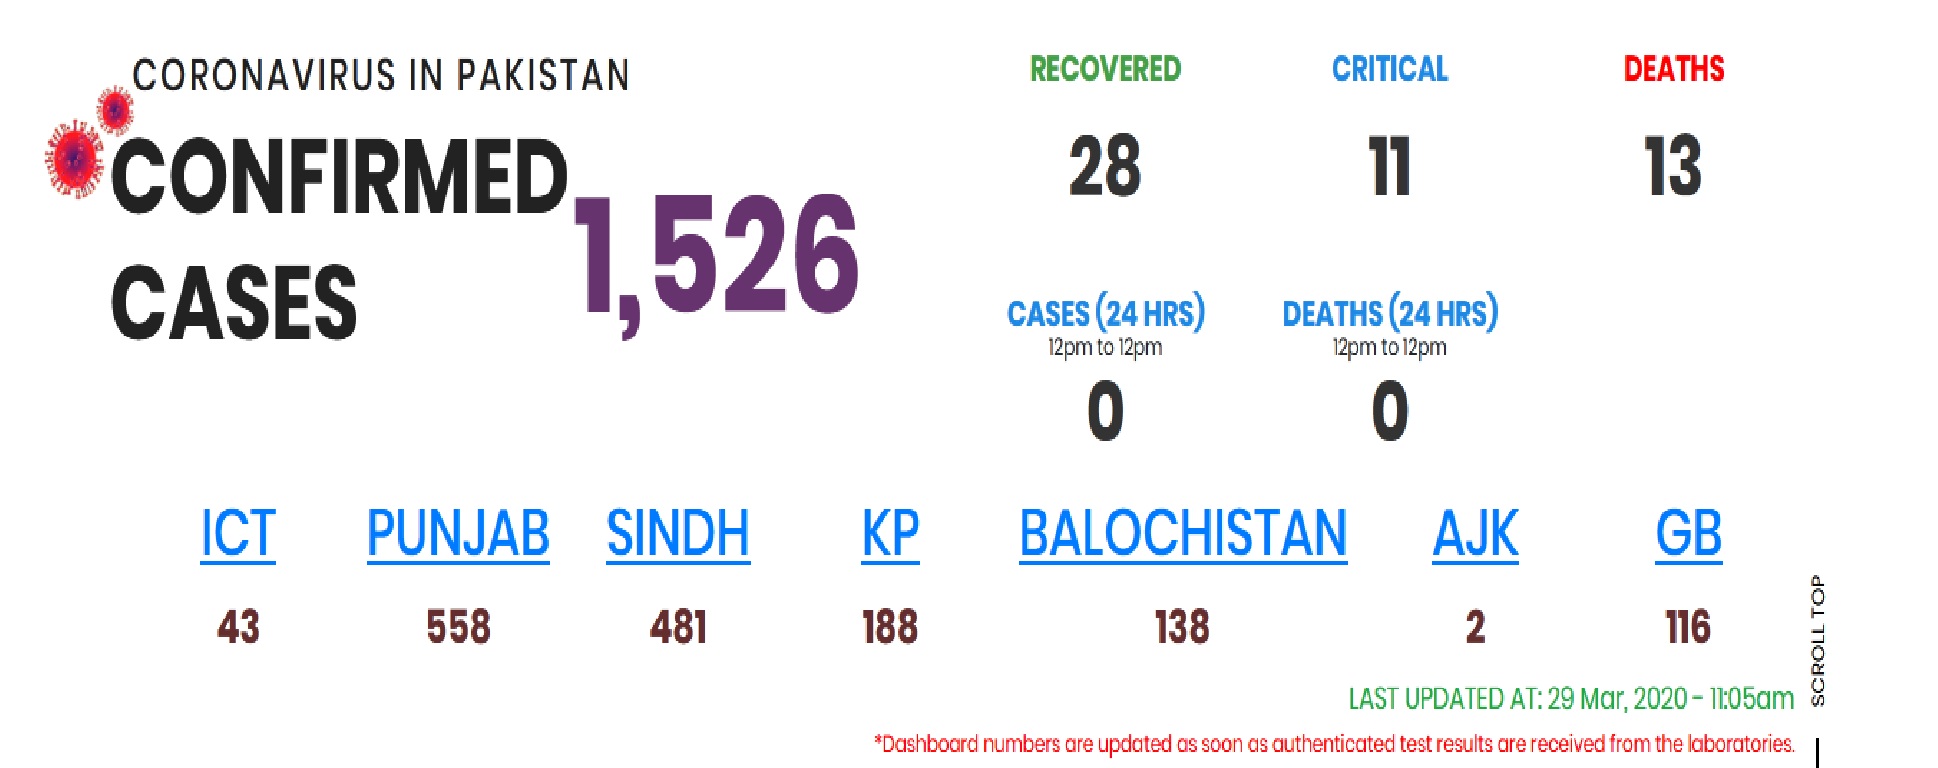 CORONAVIRUS IN PAKISTAN
CONFIRMED
CASES
1,526
RECOVERED CRITICAL DEATHS
28 11 13
CASES (24 HRS) DEATHS (24 HRS)
12pm to 12pm 12pm to 12pm
0 0
ICT PUNJAB SINDH KP BALOCHISTAN AJK GB
43 558 481 188 138 2 116
SCROLL TOP
LAST UPDATED AT: 29 Mar, 2020 - 11:05am
*Dashboard numbers are updated as soon as authenticated test results are received from the laboratories.